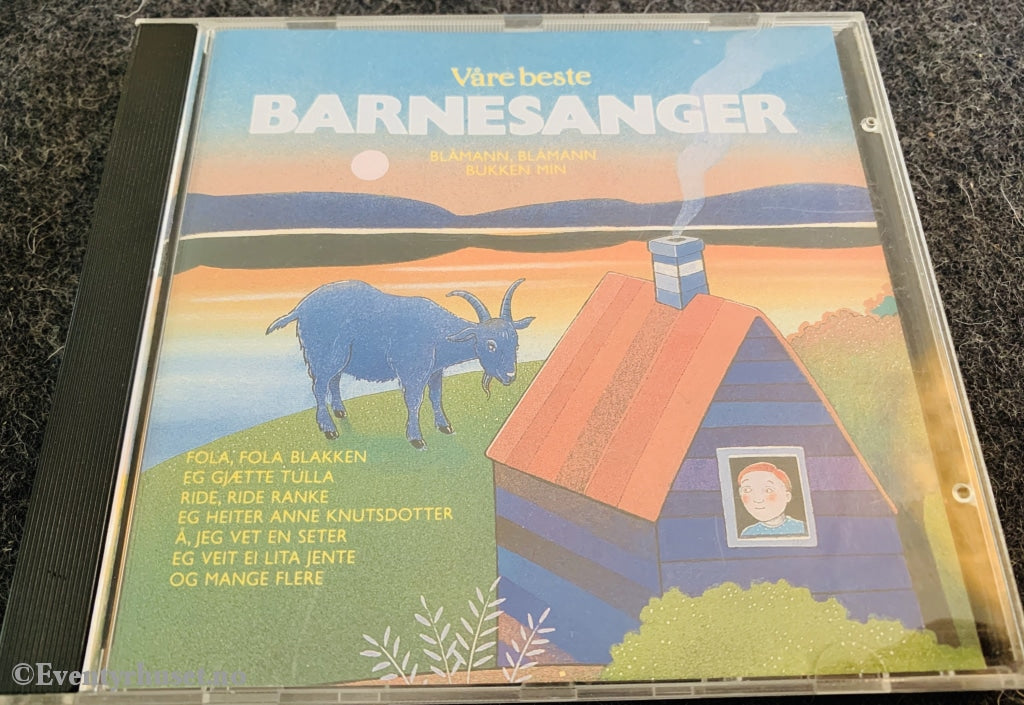 Våre beste
BARNESANGER
BLÅMANN, BLÅMANN
BUKKEN MIN
FOLA, FOLA BLAKKEN
EG GJÆTTE TULLA
RIDE, RIDE RANKE
EG HEITER ANNE KNUTSDOTTER
Å, JEG VET EN SETER
EG VEIT EI LITA JENTE
OG MANGE FLERE
©Eventyrhuset.no